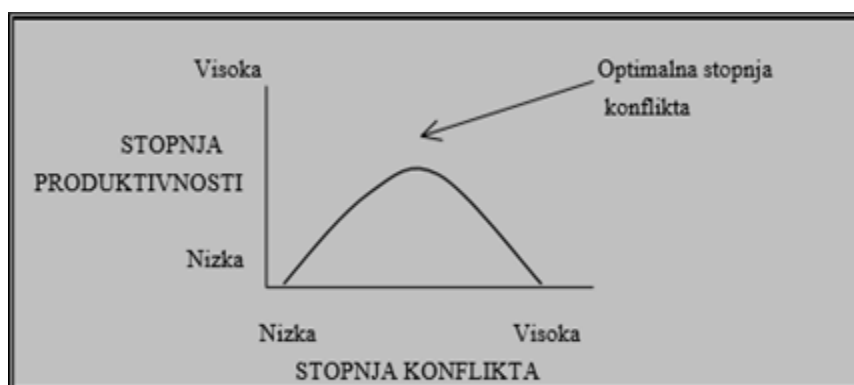 Visoka
Optimalna stopnja
konflikta
STOPNJA
PRODUKTIVNOSTI
Nizka
Nizka
Visoka
STOPNJA KONFLIKTA